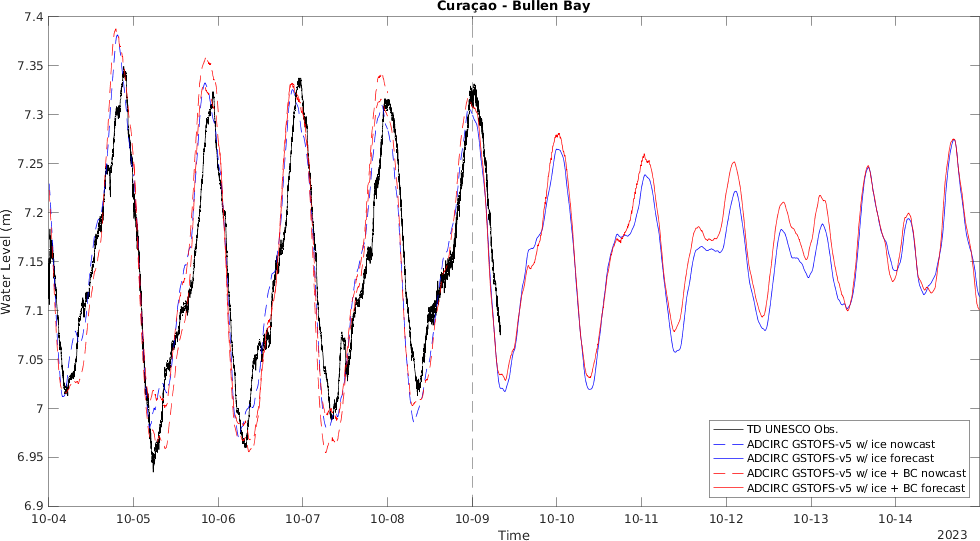 Curaçao - Bullen Bay
7.4
7.35
7.3
7.25
7.2
7.15
7.1
7.05
7
6.95
6.9
Water Level (m)
10-04 10-05 10-06 10-07 10-08 10-09 10-10 10-11 10-12 10-13 10-14
Time
2023
TD UNESCO Obs.
ADCIRC GSTOFS-v5 w/ ice nowcast
ADCIRC GSTOFS-v5 w/ ice forecast
ADCIRC GSTOFS-v5 w/ ice + BC nowcast
ADCIRC GSTOFS-v5 w/ ice + BC forecast